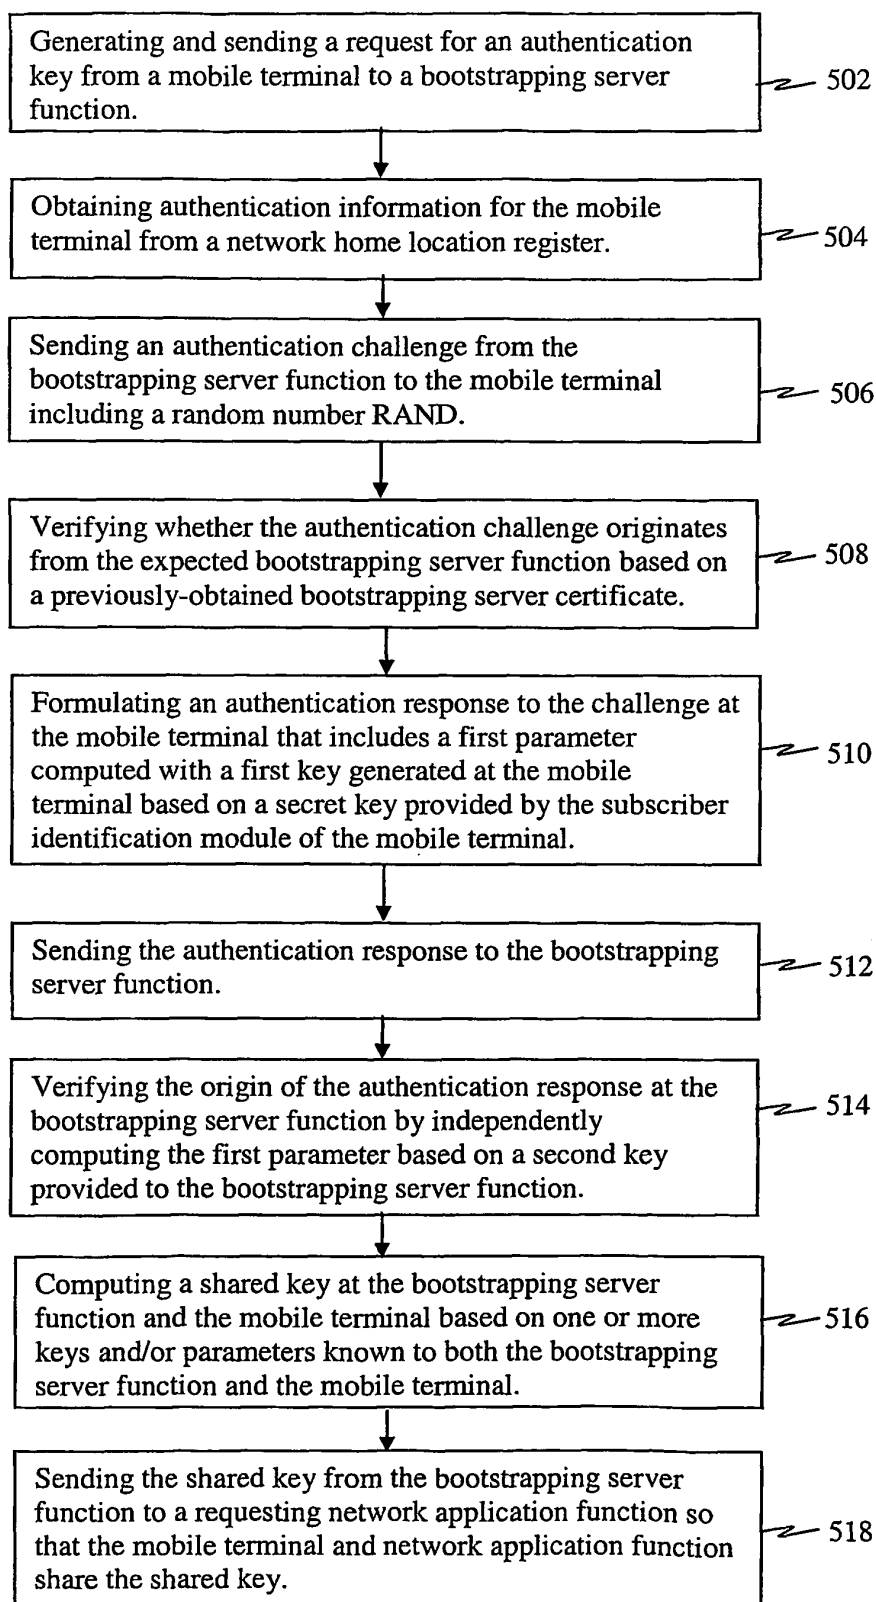 Generating and sending a request for an authentication
key from a mobile terminal to a bootstrapping server
function.
502
Obtaining authentication information for the mobile
terminal from a network home location register.
504
Sending an authentication challenge from the
bootstrapping server function to the mobile terminal
including a random number RAND.
506
Verifying whether the authentication challenge originates
from the expected bootstrapping server function based on
a previously-obtained bootstrapping server certificate.
508
Formulating an authentication response to the challenge at
the mobile terminal that includes a first parameter
computed with a first key generated at the mobile
terminal based on a secret key provided by the subscriber
identification module of the mobile terminal.
510
Sending the authentication response to the bootstrapping
server function.
512
Verifying the origin of the authentication response at the
bootstrapping server function by independently
computing the first parameter based on a second key
provided to the bootstrapping server function.
514
Computing a shared key at the bootstrapping server
function and the mobile terminal based on one or more
keys and/or parameters known to both the bootstrapping
server function and the mobile terminal.
516
Sending the shared key from the bootstrapping server
function to a requesting network application function so
that the mobile terminal and network application function
share the shared key.
518